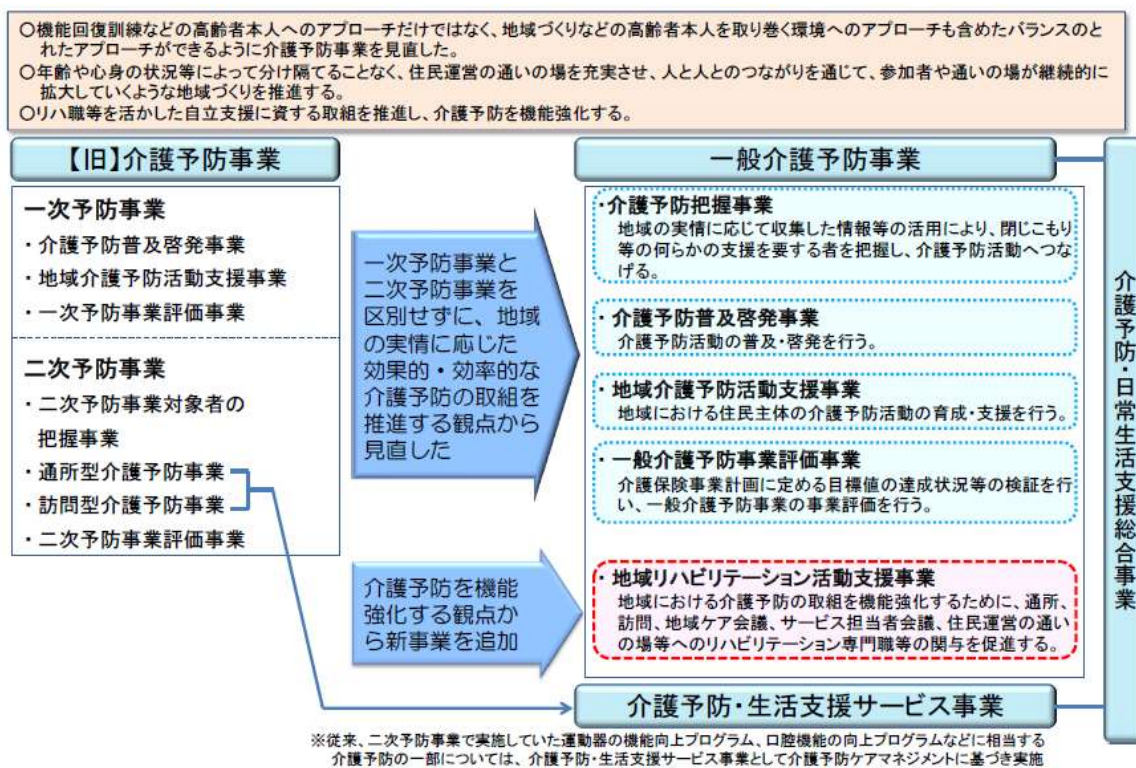 ○機能回復訓練などの高齢者本人へのアプローチだけではなく、地域づくりなどの高齢者本人を取り巻く環境へのアプローチも含めたバランスのと
れたアプローチができるように介護予防事業を見直した。
○年齢や心身の状況等によって分け隔てることなく、住民運営の通いの場を充実させ、人と人とのつながりを通じて、参加者や通いの場が継続的に
拡大していくような地域づくりを推進する。
○リハ職等を活かした自立支援に資する取組を推進し、介護予防を機能強化する。
【旧】介護予防事業
一次予防事業
・介護予防普及啓発事業
・地域介護予防活動支援事業
・一次予防事業評価事業
二次予防事業
・二次予防事業対象者の
把握事業
・通所型介護予防事業
・訪問型介護予防事業
・二次予防事業評価事業
一次予防事業と
二次予防事業を
区別せずに、地域
の実情に応じた
効果的・効率的な
介護予防の取組を
推進する観点から
見直した
介護予防を機能
強化する観点か
ら新事業を追加
一般介護予防事業
・介護予防把握事業
地域の実情に応じて収集した情報等の活用により、閉じこもり
等の何らかの支援を要する者を把握し、介護予防活動へつな
げる。
・介護予防普及啓発事業
介護予防活動の普及・啓発を行う。
・地域介護予防活動支援事業
地域における住民主体の介護予防活動の育成・支援を行う。
・一般介護予防事業評価事業
介護保険事業計画に定める目標値の達成状況等の検証を行
い、一般介護予防事業の事業評価を行う。
・地域リハビリテーション活動支援事業
地域における介護予防の取組を機能強化するために、通所、
訪問、地域ケア会議、サービス担当者会議、住民運営の通い
の場等へのリハビリテーション専門職等の関与を促進する。
介護予防・生活支援サービス事業
介護予防・日常生活支援総合事業
※従来、二次予防事業で実施していた運動器の機能向上プログラム、口腔機能の向上プログラムなどに相当する
介護予防の一部については、介護予防・生活支援サービス事業として介護予防ケアマネジメントに基づき実施